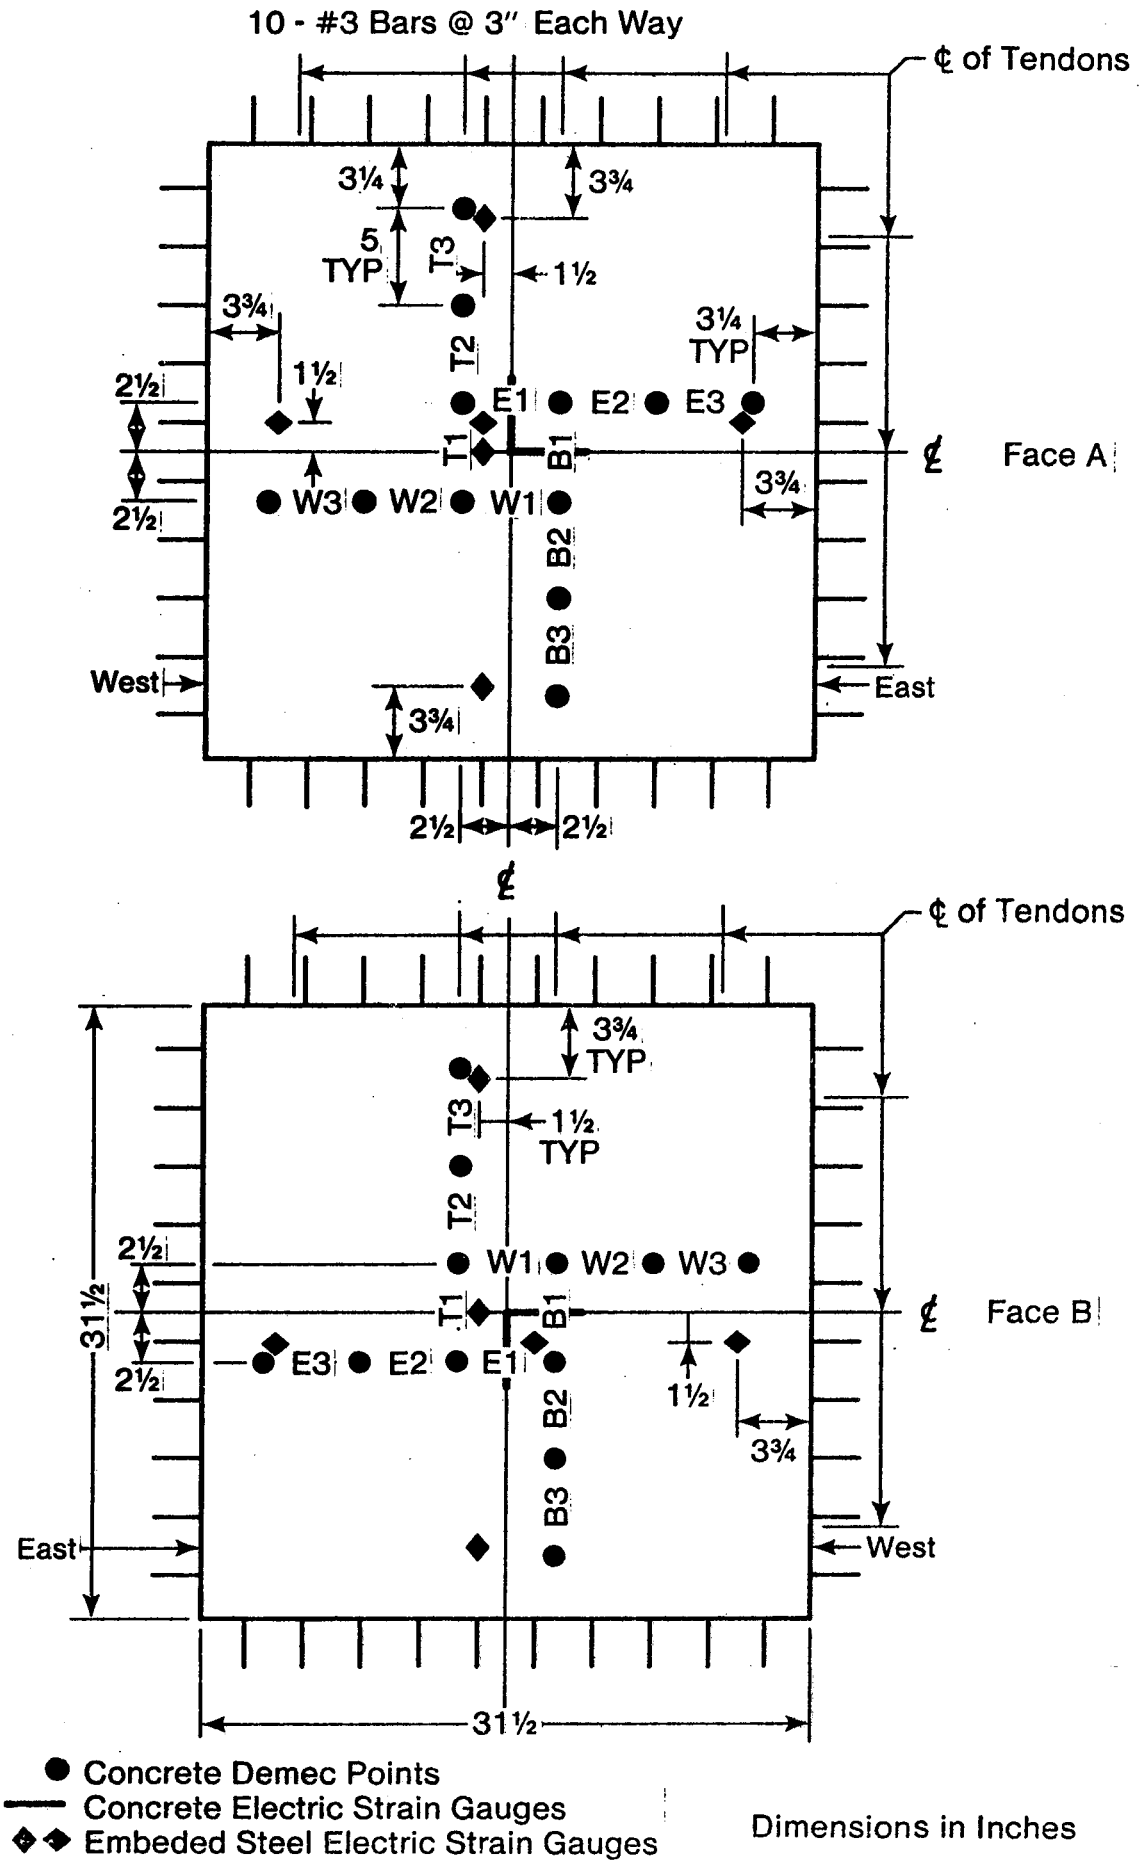 10 - #3 Bars @ 3″ Each Way
℄ of Tendons
3¼
3¾
5
TYP
T3
1½
3¾
3¼
TYP
T2
1½
2½
E1
E2
E3
T1
B1
℄
Face A
2½
W3
W2
W1
3¾
B2
B3
West
East
3¾
2½
2½
℄
℄ of Tendons
3¾
TYP
T3
1½
TYP
T2
2½
W1
W2
W3
31½
T1
B1
℄
Face B
2½
E3
E2
E1
1½
B2
3¾
B3
East
West
31½
Concrete Demec Points
Concrete Electric Strain Gauges
Embeded Steel Electric Strain Gauges
Dimensions in Inches